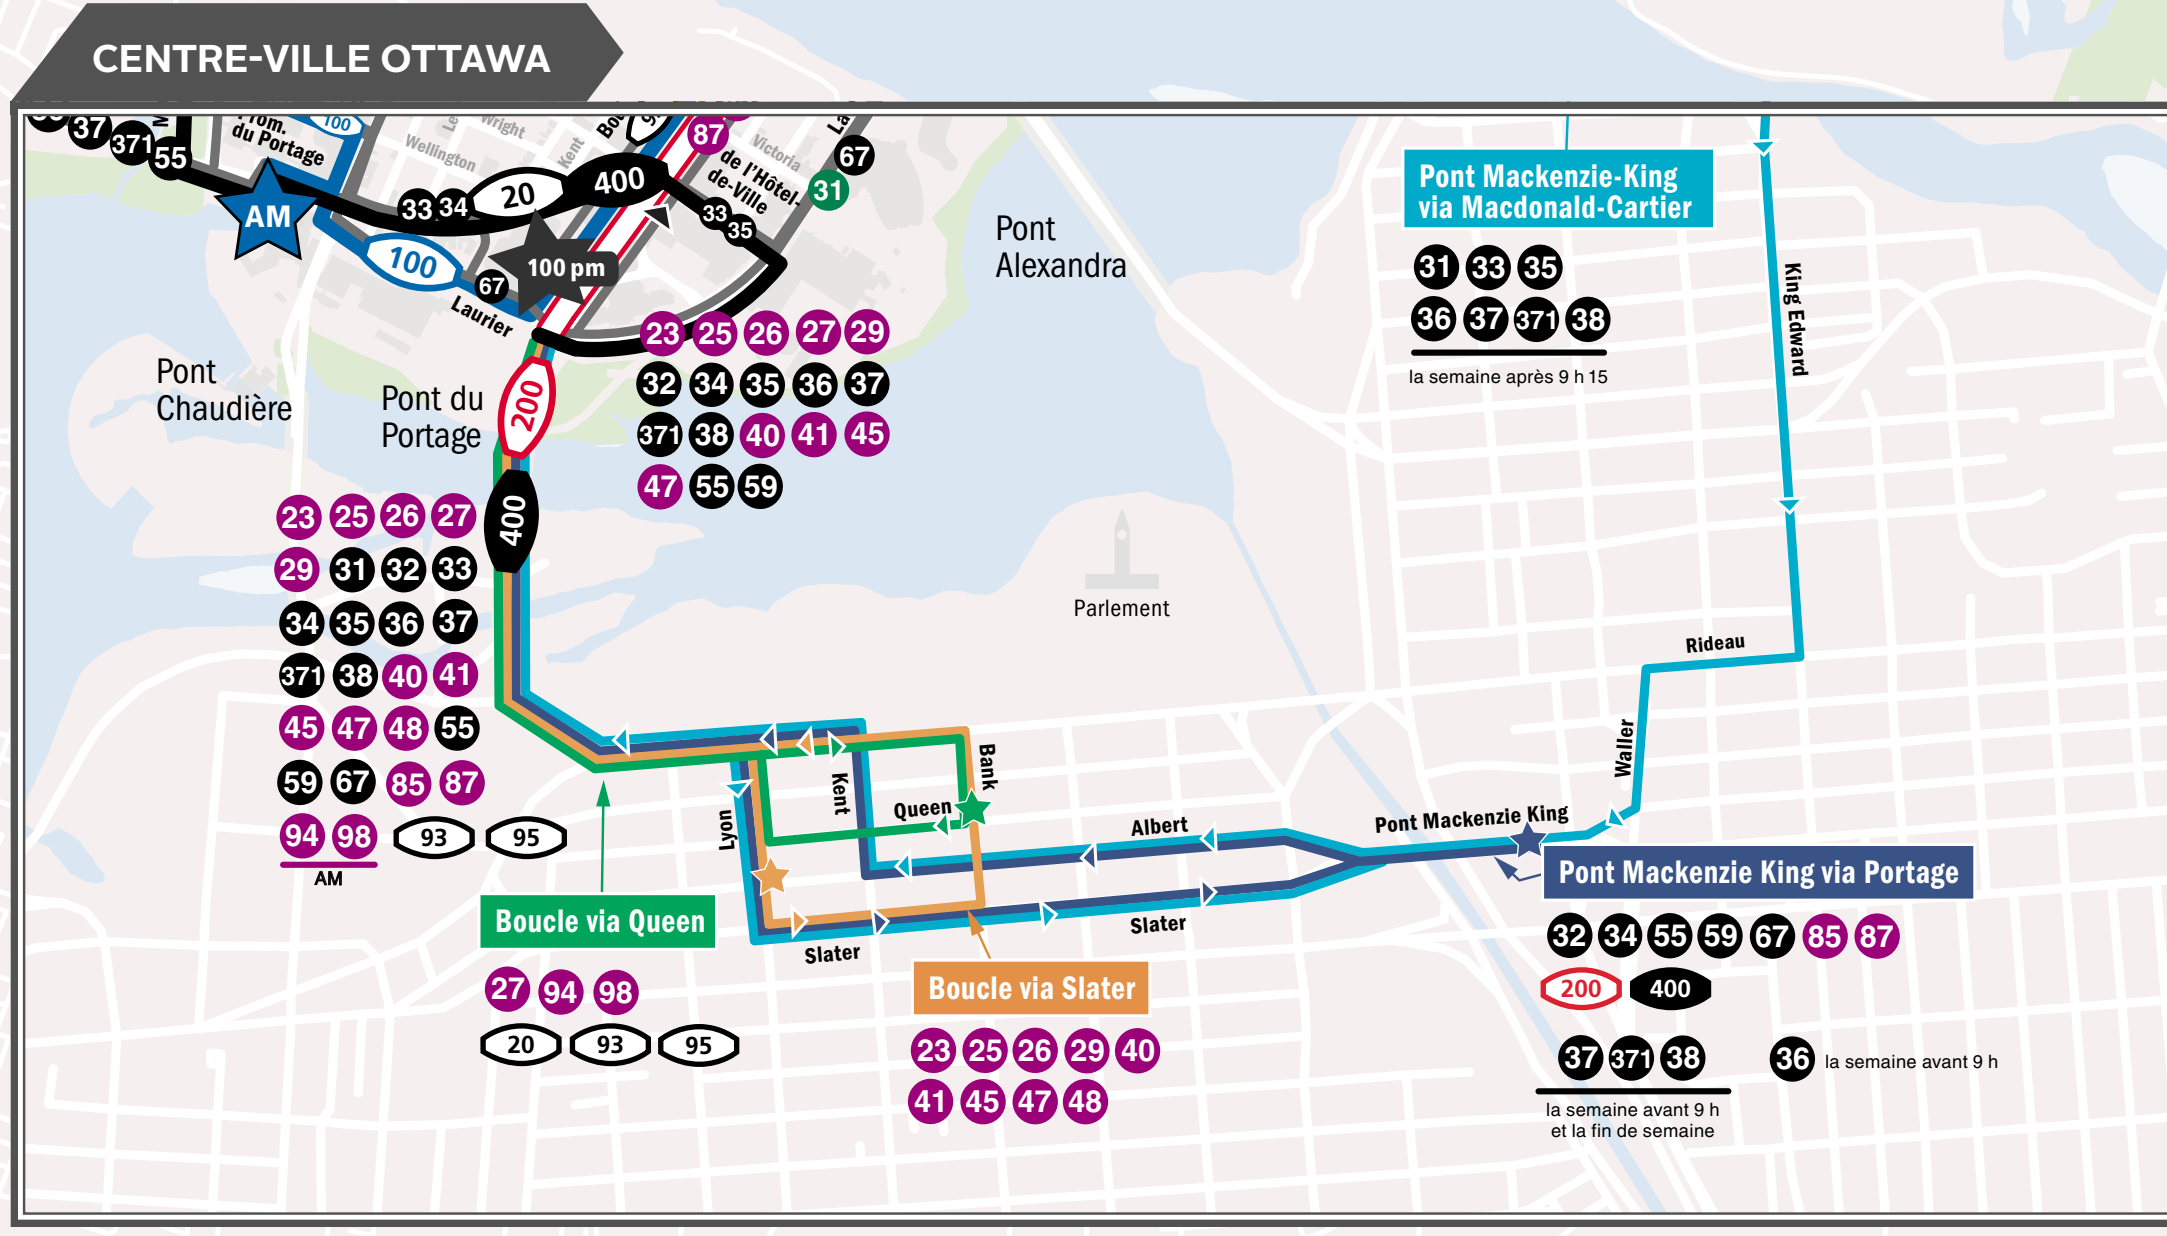 CENTRE-VILLE OTTAWA
37
371
55
Prom.
du Portage
100
Wright
Wellington
Kent
87
Victoria
de l'Hôtel-
de-Ville
67
31
33
34
20
400
33
35
AM
100
67
100 pm
Laurier
Pont
Chaudière
Pont du
Portage
200
400
Pont
Alexandra
23 25 26 27 29
32 34 35 36 37
371 38 40 41 45
47 55 59
23 25 26 27
29 31 32 33
34 35 36 37
371 38 40 41
45 47 48 55
59 67 85 87
94 98 93 95
AM
Parlement
Pont Mackenzie-King
via Macdonald-Cartier
31 33 35
36 37 371 38
la semaine après 9 h 15
King Edward
Rideau
Waller
Bank
Kent
Queen
Lyon
Albert
Pont Mackenzie King
Slater
Slater
Boucle via Queen
27 94 98
20 93 95
Boucle via Slater
23 25 26 29 40
41 45 47 48
Pont Mackenzie King via Portage
32 34 55 59 67 85 87
200 400
37 371 38
la semaine avant 9 h
et la fin de semaine
36 la semaine avant 9 h